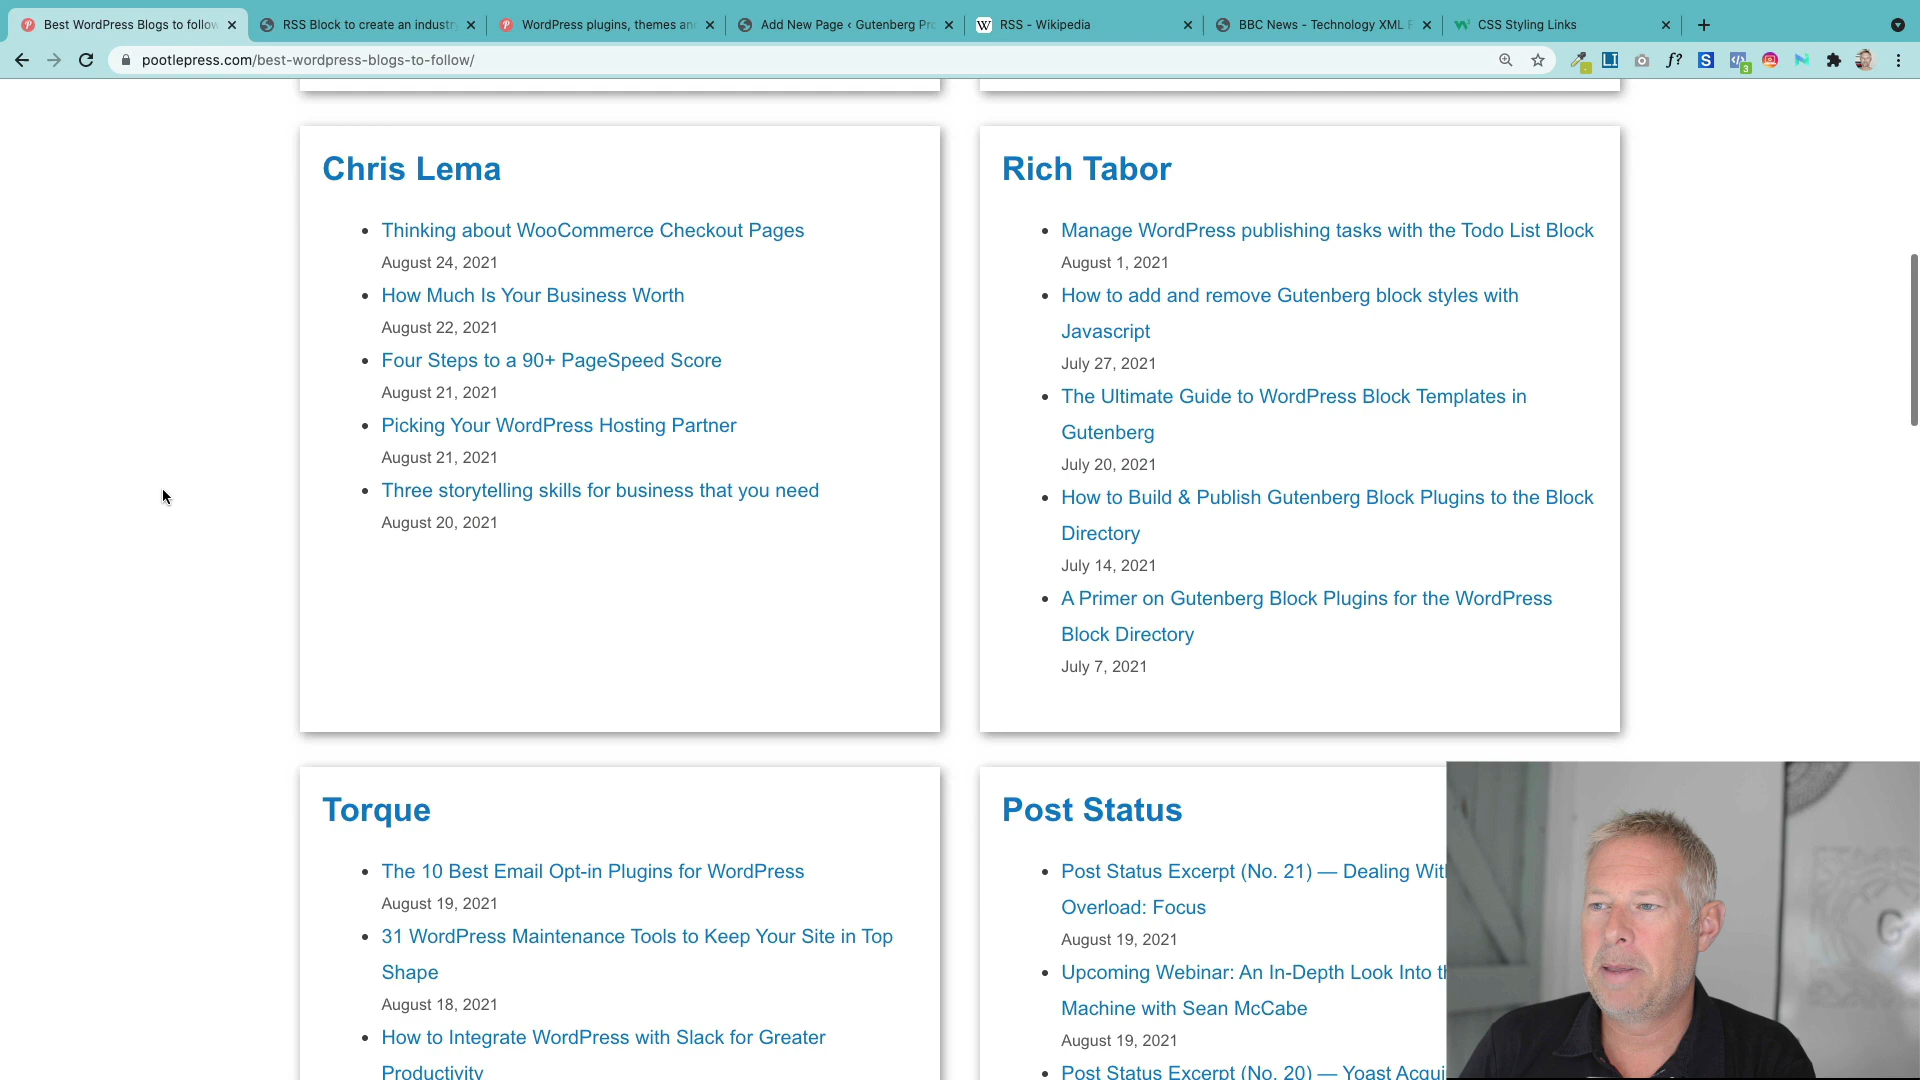 Best WordPress Blogs to follow
RSS Block to create an industry
WordPress plugins, themes an
Add New Page ‹ Gutenberg Pr
RSS - Wikipedia
BBC News - Technology XML F
CSS Styling Links
pootlepress.com/best-wordpress-blogs-to-follow/
Chris Lema
Thinking about WooCommerce Checkout Pages
August 24, 2021
How Much Is Your Business Worth
August 22, 2021
Four Steps to a 90+ PageSpeed Score
August 21, 2021
Picking Your WordPress Hosting Partner
August 21, 2021
Three storytelling skills for business that you need
August 20, 2021
Rich Tabor
Manage WordPress publishing tasks with the Todo List Block
August 1, 2021
How to add and remove Gutenberg block styles with
Javascript
July 27, 2021
The Ultimate Guide to WordPress Block Templates in
Gutenberg
July 20, 2021
How to Build & Publish Gutenberg Block Plugins to the Block
Directory
July 14, 2021
A Primer on Gutenberg Block Plugins for the WordPress
Block Directory
July 7, 2021
Torque
The 10 Best Email Opt-in Plugins for WordPress
August 19, 2021
31 WordPress Maintenance Tools to Keep Your Site in Top
Shape
August 18, 2021
How to Integrate WordPress with Slack for Greater
Productivity
Post Status
Post Status Excerpt (No. 21) — Dealing Wit
Overload: Focus
August 19, 2021
Upcoming Webinar: An In-Depth Look Into t
Machine with Sean McCabe
August 19, 2021
Post Status Excerpt (No. 20) — Yoast Acqui